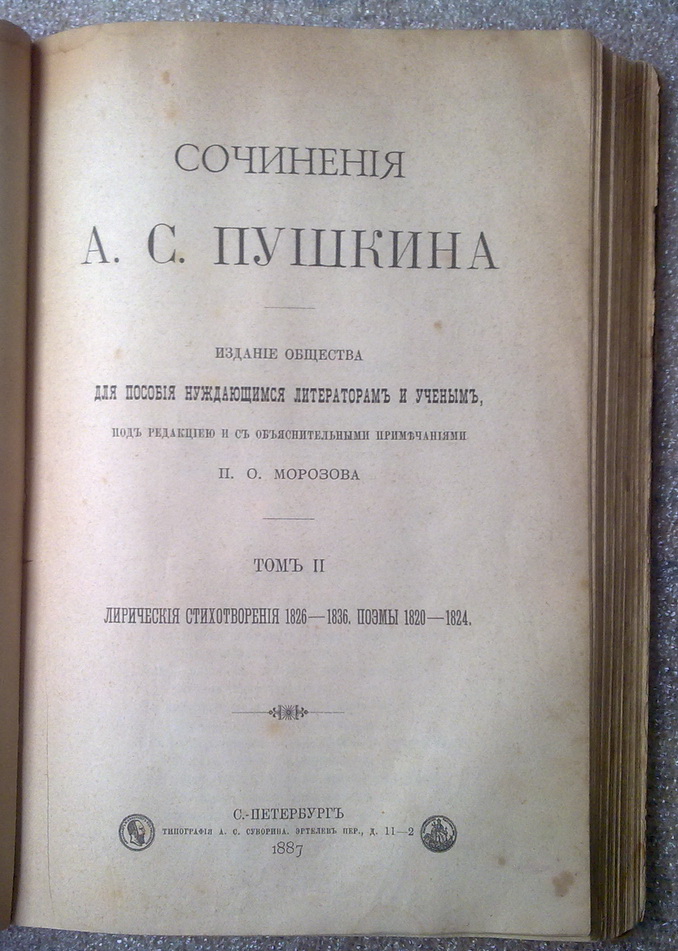 СОЧИНЕНІЯ
А. С. ПУШКИНА
ИЗДАНІЕ ОБЩЕСТВА
ДЛЯ ПОСОБІЯ НУЖДАЮЩИМСЯ ЛИТЕРАТОРАМЪ И УЧЕНЫМЪ,
ПОДЪ РЕДАКЦІЕЮ И СЪ ОБЪЯСНИТЕЛЬНЫМИ ПРИМѢЧАНІЯМИ
П. О. МОРОЗОВА
ТОМЪ II
ЛИРИЧЕСКІЯ СТИХОТВОРЕНІЯ 1826—1836. ПОЭМЫ 1820—1824.
С.-ПЕТЕРБУРГЪ
ТИПОГРАФІЯ А. С. СУВОРИНА. ЭРТЕЛЕВЪ ПЕР., Д. 11—2
1887